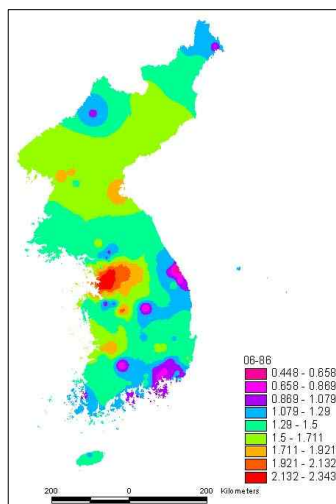 06-86
0.448 - 0.658
0.658 - 0.869
0.869 - 1.079
1.079 - 1.29
1.29 - 1.5
1.5 - 1.711
1.711 - 1.921
1.921 - 2.132
2.132 - 2.343
200 0 200 Kilometers